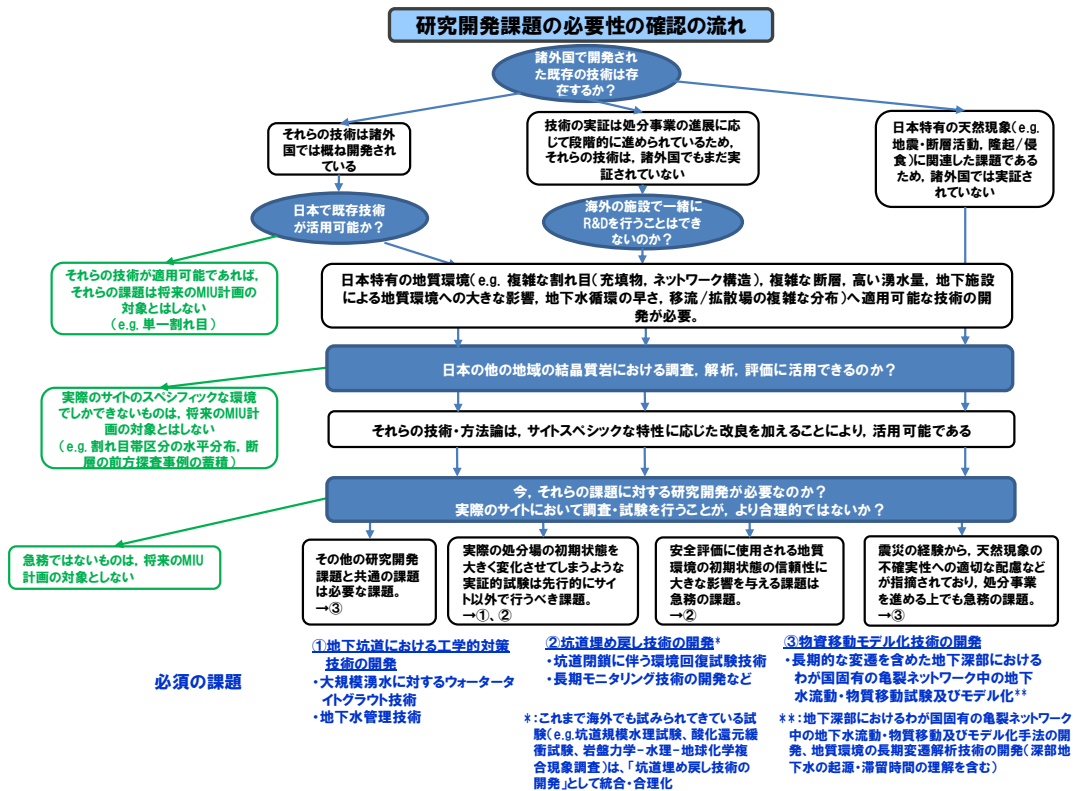 研究開発課題の必要性の確認の流れ
諸外国で開発され
た既存の技術は存
在するか？
それらの技術は諸外
国では概ね開発され
ている
技術の実証は処分事業の進展に応
じて段階的に進められているため,
それらの技術は, 諸外国でもまだ実
証されていない
日本特有の天然現象(e.g.
地震・断層活動, 隆起/侵
食)に関連した課題である
ため, 諸外国では実証さ
れていない
日本で既存技術
が活用可能か？
海外の施設で一緒に
R&Dを行うことはでき
ないのか？
それらの技術が適用可能であれば,
それらの課題は将来のMIU計画の
対象とはしない
(e.g. 単一割れ目)
日本特有の地質環境(e.g. 複雑な割れ目(充填物, ネットワーク構造), 複雑な断層, 高い湧水量, 地下施設
による地質環境への大きな影響, 地下水循環の早さ, 移流/拡散場の複雑な分布)へ適用可能な技術の開
発が必要。
日本の他の地域の結晶質岩における調査, 解析, 評価に活用できるのか？
実際のサイトのスペシフィックな環境
でしかできないものは, 将来のMIU計
画の対象とはしない
(e.g. 割れ目帯区分の水平分布, 断
層の前方探査事例の蓄積)
それらの技術・方法論は, サイトスペシックな特性に応じた改良を加えることにより, 活用可能である
今, それらの課題に対する研究開発が必要なのか？
実際のサイトにおいて調査・試験を行うことが, より合理的ではないか？
急務ではないものは, 将来のMIU
計画の対象としない
その他の研究開発
課題と共通の課題
は必要な課題。
→③
実際の処分場の初期状態を
大きく変化させてしまうような
実証的試験は先行的にサイ
ト以外で行うべき課題。
→①、②
安全評価に使用される地質
環境の初期状態の信頼性に
大きな影響を与える課題は
急務の課題。
→②
震災の経験から, 天然現象の
不確実性への適切な配慮など
が指摘されており, 処分事業
を進める上でも急務の課題。
→③
必須の課題
①地下坑道における工学的対策
技術の開発
・大規模湧水に対するウォータータ
イトグラウト技術
・地下水管理技術
②坑道埋め戻し技術の開発*
・坑道閉鎖に伴う環境回復試験技術
・長期モニタリング技術の開発など
*:これまで海外でも試みられてきている試
験(e.g.坑道規模水理試験、酸化還元緩
衝試験、岩盤力学-水理-地球化学複
合現象調査)は、「坑道埋め戻し技術の
開発」として統合・合理化
③物資移動モデル化技術の開発
・長期的な変遷を含めた地下深部における
わが国固有の亀裂ネットワーク中の地下
水流動・物質移動試験及びモデル化**
**:地下深部におけるわが国固有の亀裂ネットワーク
中の地下水流動・物質移動及びモデル化手法の開
発、地質環境の長期変遷解析技術の開発(深部地
下水の起源・滞留時間の理解を含む)